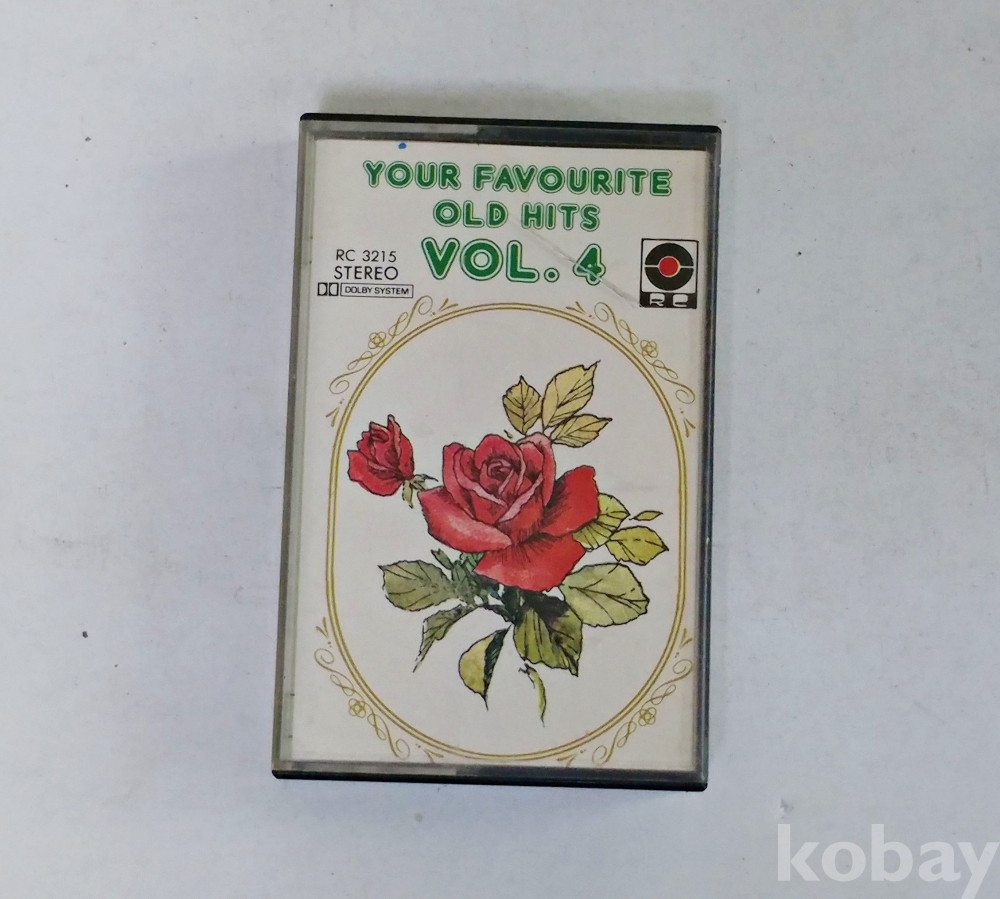 YOUR FAVOURITE
OLD HITS
VOL. 4
RC 3215
STEREO
DOLBY SYSTEM
RC
kobay